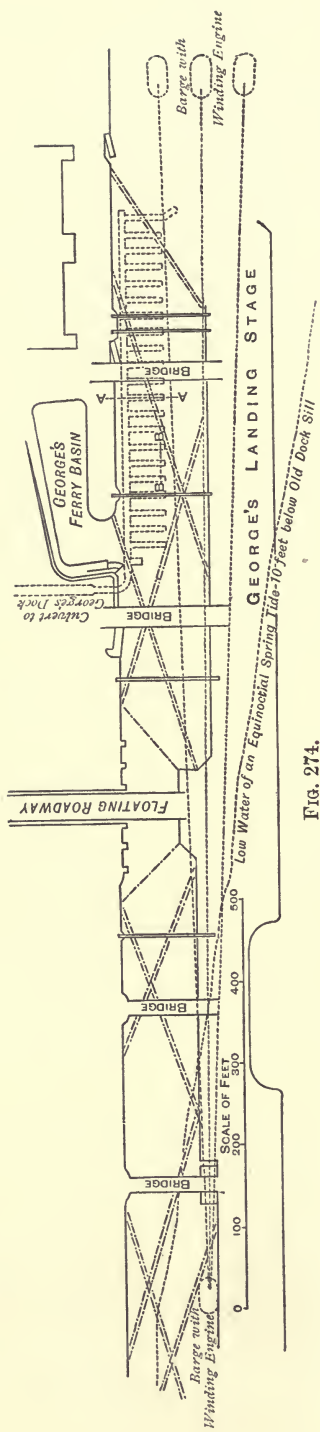 Barge with
Winding Engine
GEORGE'S
FERRY BASIN
Culvert to
Georges Dock
BRIDGE
A
A
B
B
BRIDGE
FLOATING ROADWAY
BRIDGE
BRIDGE
GEORGE'S LANDING STAGE
Low Water of an Equinoctial Spring Tide-10 feet below Old Dock Sill
Barge with
Winding Engine
SCALE OF FEET
0 100 200 300 400 500
FIG. 274.